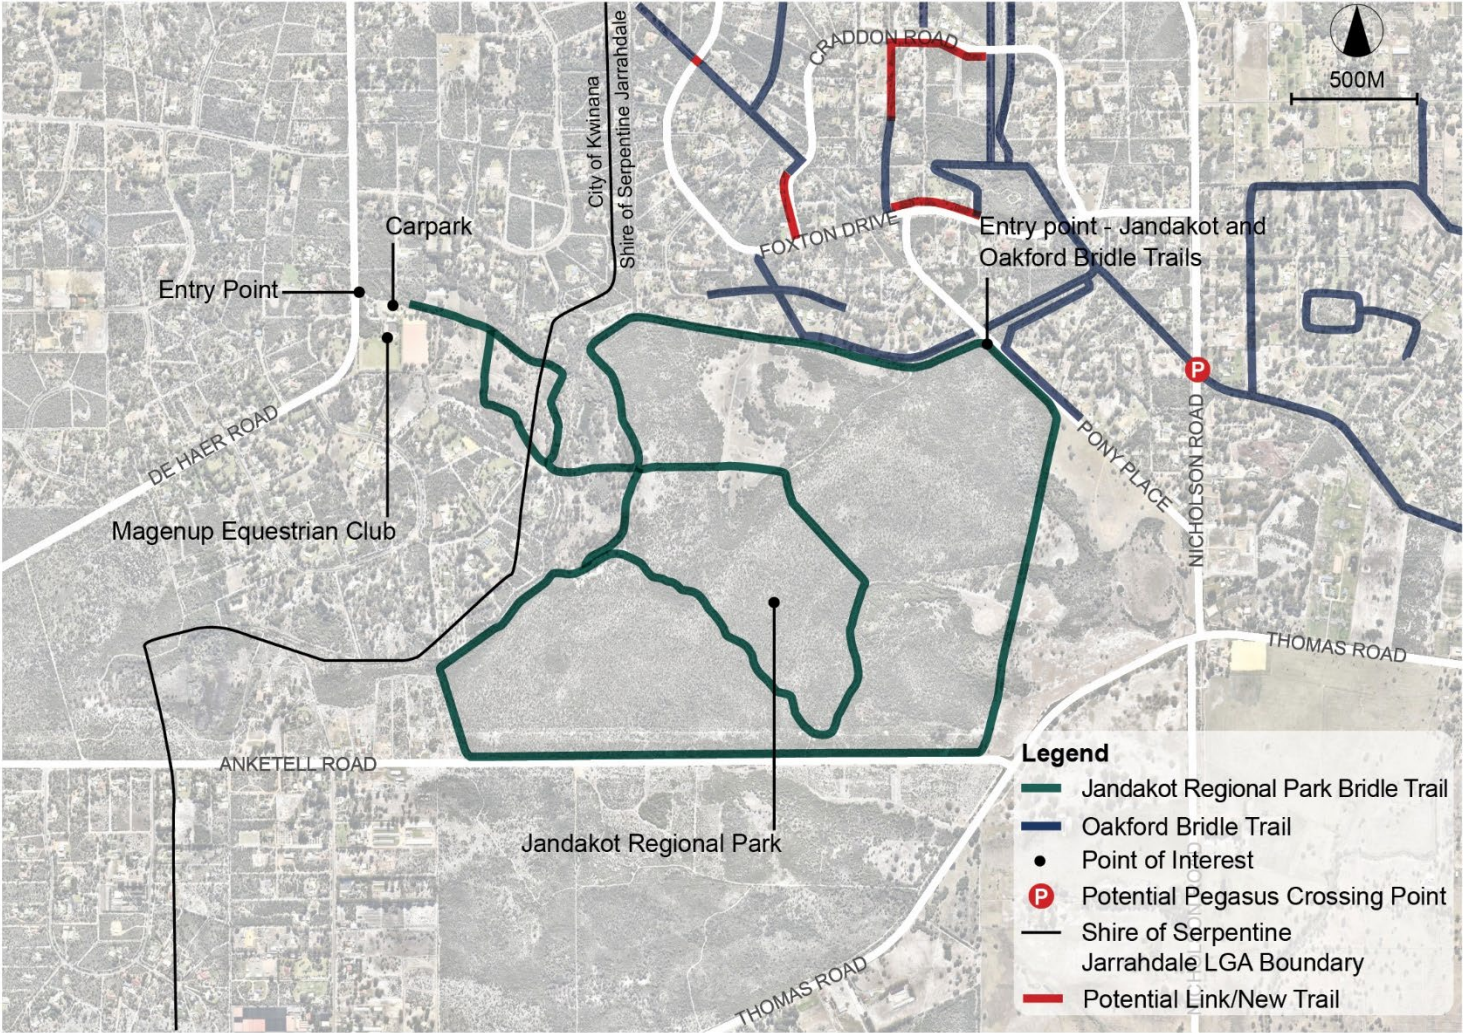 CRADDON ROAD
500M
City of Kwinana
Shire of Serpentine Jarrahdale
Carpark
FOXTON DRIVE
Entry point - Jandakot and
Oakford Bridle Trails
Entry Point
P
DE HAER ROAD
PONY PLACE
NICHOLSON ROAD
Magenup Equestrian Club
THOMAS ROAD
ANKETELL ROAD
Jandakot Regional Park
THOMAS ROAD
NICHOLSON ROAD
Legend
Jandakot Regional Park Bridle Trail
Oakford Bridle Trail
Point of Interest
P Potential Pegasus Crossing Point
Shire of Serpentine
Jarrahdale LGA Boundary
Potential Link/New Trail